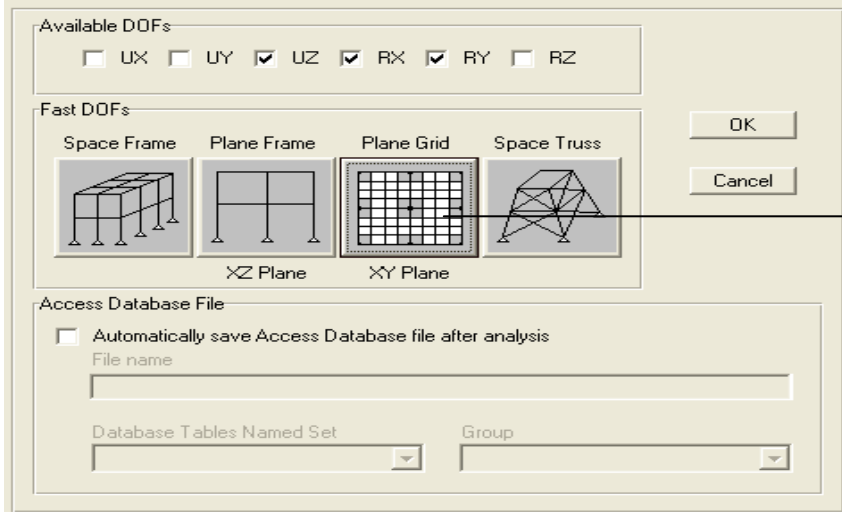 Available DOFs
UX UY UZ RX RY RZ
Fast DOFs
Space Frame Plane Frame Plane Grid Space Truss
XZ Plane XY Plane
OK
Cancel
Access Database File
Automatically save Access Database file after analysis
File name
Database Tables Named Set Group